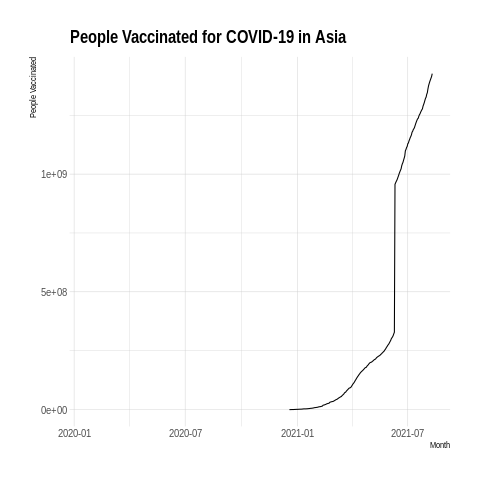 People Vaccinated for COVID-19 in Asia
People Vaccinated
1e+09
5e+08
0e+00
2020-01 2020-07 2021-01 2021-07
Month